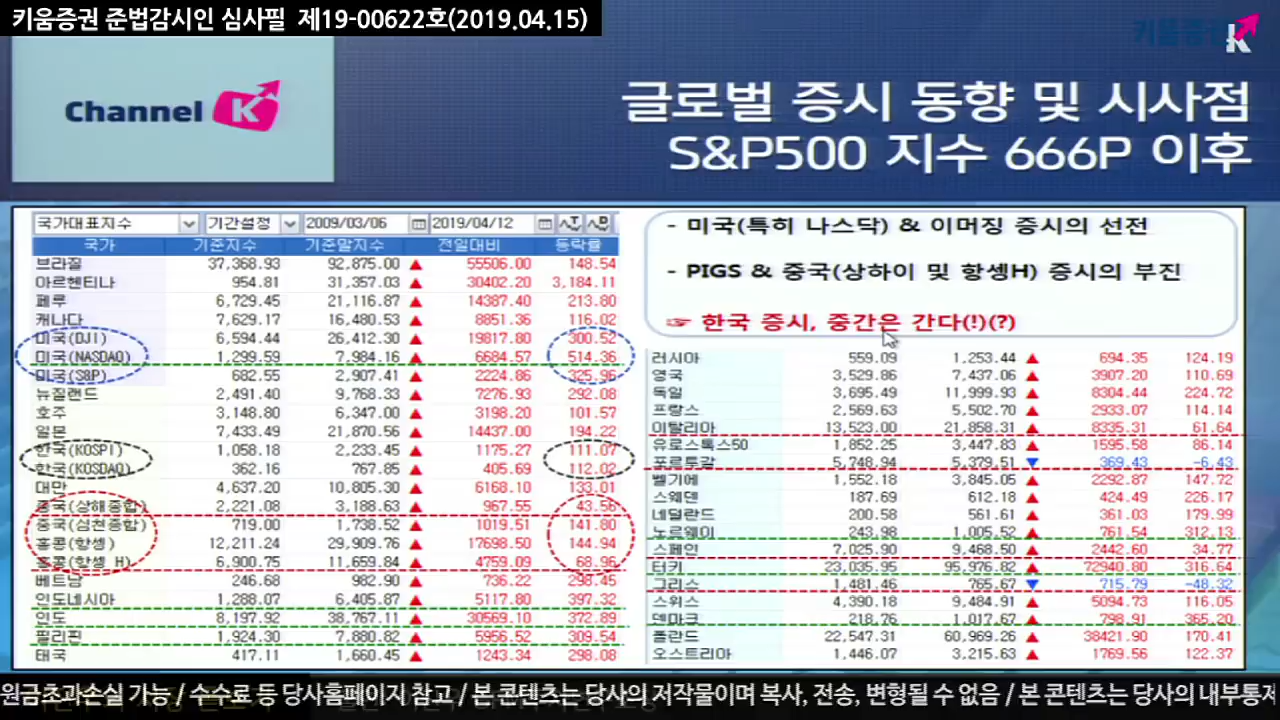 키움증권 준법감시인 심사필 제19-00622호(2019.04.15)
키움증권
K
Channel K
글로벌 증시 동향 및 시사점
S&P500 지수 666P 이후
국가대표지수 기간설정 2009/03/06 2019/04/12
국가 기준지수 기준말지수 전일대비 등락률
브라질 37,368.93 92,875.00 ▲ 55506.00 148.54
아르헨티나 954.81 31,357.03 ▲ 30402.20 3,184.11
페루 6,729.45 21,116.87 ▲ 14387.40 213.80
캐나다 7,629.17 16,480.53 ▲ 8851.36 116.02
미국(DJI) 6,594.44 26,412.30 ▲ 19817.80 300.52
미국(NASDAQ) 1,299.59 7,984.16 ▲ 6684.57 514.36
미국(S&P) 682.55 2,907.41 ▲ 2224.86 325.96
뉴질랜드 2,491.40 9,768.33 ▲ 7276.93 292.08
호주 3,148.80 6,347.00 ▲ 3198.20 101.57
일본 7,433.49 21,870.56 ▲ 14437.00 194.22
한국(KOSPI) 1,058.18 2,233.45 ▲ 1175.27 111.07
한국(KOSDAQ) 362.16 767.85 ▲ 405.69 112.02
대만 4,637.20 10,805.30 ▲ 6168.10 133.01
중국(상해종합) 2,221.08 3,188.63 ▲ 967.55 43.56
중국(심천종합) 719.00 1,738.52 ▲ 1019.51 141.80
홍콩(항셍) 12,211.24 29,909.76 ▲ 17698.50 144.94
홍콩(항셍 H) 6,900.75 11,659.84 ▲ 4759.09 68.96
베트남 246.68 982.90 ▲ 736.22 298.45
인도네시아 1,288.07 6,405.87 ▲ 5117.80 397.32
인도 8,197.92 38,767.11 ▲ 30569.10 372.89
필리핀 1,924.30 7,880.82 ▲ 5956.52 309.54
태국 417.11 1,660.45 ▲ 1243.34 298.08
- 미국(특히 나스닥) & 이머징 증시의 선전
- PIGS & 중국(상하이 및 항셍H) 증시의 부진
☞ 한국 증시, 중간은 간다(!)(?)
러시아 559.09 1,253.44 ▲ 694.35 124.19
영국 3,529.86 7,437.06 ▲ 3907.20 110.69
독일 3,695.49 11,999.93 ▲ 8304.44 224.72
프랑스 2,569.63 5,502.70 ▲ 2933.07 114.14
이탈리아 13,523.00 21,858.31 ▲ 8335.31 61.64
유로스톡스50 1,852.25 3,447.83 ▲ 1595.58 86.14
포르투갈 5,748.94 5,379.51 ▼ 369.43 -6.43
벨기에 1,552.18 3,845.05 ▲ 2292.87 147.72
스웨덴 187.69 612.18 ▲ 424.49 226.17
네덜란드 200.58 561.61 ▲ 361.03 179.99
노르웨이 243.98 1,005.52 ▲ 761.54 312.13
스페인 7,025.90 9,468.50 ▲ 2442.60 34.77
터키 23,035.95 95,976.82 ▲ 72940.80 316.64
그리스 1,481.46 765.67 ▼ 715.79 -48.32
스위스 4,390.18 9,484.91 ▲ 5094.73 116.05
덴마크 218.76 1,017.67 ▲ 798.91 365.20
폴란드 22,547.31 60,969.26 ▲ 38421.90 170.41
오스트리아 1,446.07 3,215.63 ▲ 1769.56 122.37
원금초과손실 가능 / 수수료 등 당사홈페이지 참고 / 본 콘텐츠는 당사의 저작물이며 복사, 전송, 변형될 수 없음 / 본 콘텐츠는 당사의 내부통제